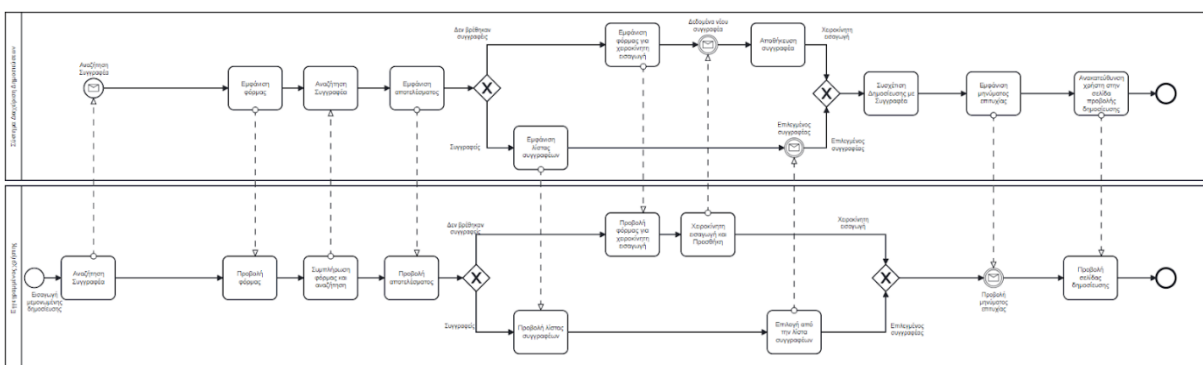 Σύστημα Διαχείρισης Δημοσιεύσεων
Αναζήτηση
Συγγραφέα
Εμφάνιση
φόρμας
Αναζήτηση
Συγγραφέα
Εμφάνιση
αποτελέσματος
Δεν βρέθηκαν
συγγραφείς
Συγγραφείς
Εμφάνιση
φόρμας για
χειροκίνητη
εισαγωγή
Δεδομένα νέου
συγγραφέα
Αποθήκευση
συγγραφέα
Χειροκίνητη
εισαγωγή
Εμφάνιση
λίστας
συγγραφέων
Επιλεγμένος
συγγραφέας
Επιλεγμένος
συγγραφέας
Συσχέτιση
Δημοσίευσης με
Συγγραφέα
Εμφάνιση
μηνύματος
επιτυχίας
Ανακατεύθυνση
χρήστη στην
σελίδα
προβολής
δημοσίευσης
Εγγεγραμμένος χρήστης
Εισαγωγή
μεμονωμένης
δημοσίευσης
Αναζήτηση
Συγγραφέα
Προβολή
φόρμας
Συμπλήρωση
φόρμας και
αναζήτηση
Προβολή
αποτελέσματος
Δεν βρέθηκαν
συγγραφείς
Συγγραφείς
Προβολή
φόρμας για
χειροκίνητη
εισαγωγή
Χειροκίνητη
εισαγωγή και
Προσθήκη
Χειροκίνητη
εισαγωγή
Προβολή λίστας
συγγραφέων
Επιλογή από
την λίστα
συγγραφέων
Επιλεγμένος
συγγραφέας
Προβολή
μηνύματος
επιτυχίας
Προβολή
σελίδας
δημοσίευσης